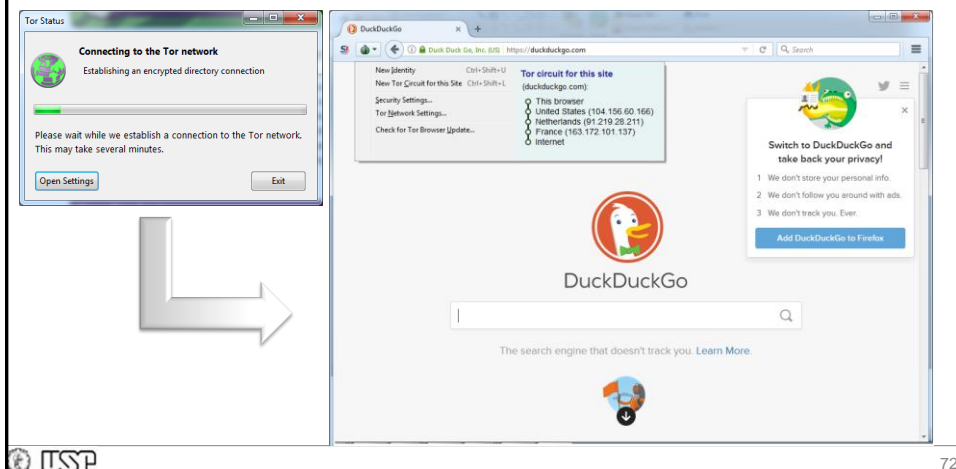 Tor Status
Connecting to the Tor network
Establishing an encrypted directory connection
Please wait while we establish a connection to the Tor network.
This may take several minutes.
Open Settings
Exit
DuckDuckGo
Duck Duck Go, Inc. (US)
https://duckduckgo.com
Search
New Identity Ctrl+Shift+U
New Tor Circuit for this Site Ctrl+Shift+L
Security Settings...
Tor Network Settings...
Check for Tor Browser Update...
Tor circuit for this site
(duckduckgo.com):
This browser
United States (104.156.60.166)
Netherlands (91.219.28.211)
France (163.172.101.137)
Internet
Switch to DuckDuckGo and
take back your privacy!
1 We don't store your personal info.
2 We don't follow you around with ads.
3 We don't track you. Ever.
Add DuckDuckGo to Firefox
DuckDuckGo
The search engine that doesn't track you. Learn More.
USP
72